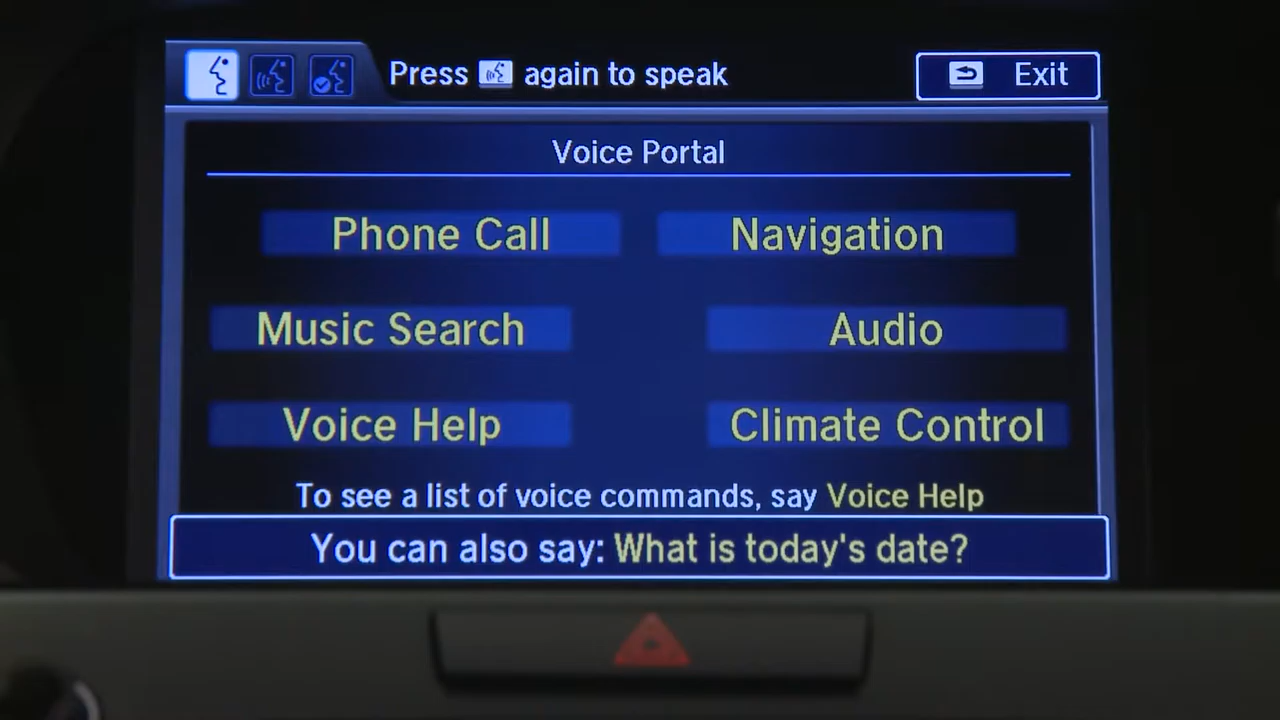 Press again to speak
Exit
Voice Portal
Phone Call
Navigation
Music Search
Audio
Voice Help
Climate Control
To see a list of voice commands, say Voice Help
You can also say: What is today's date?